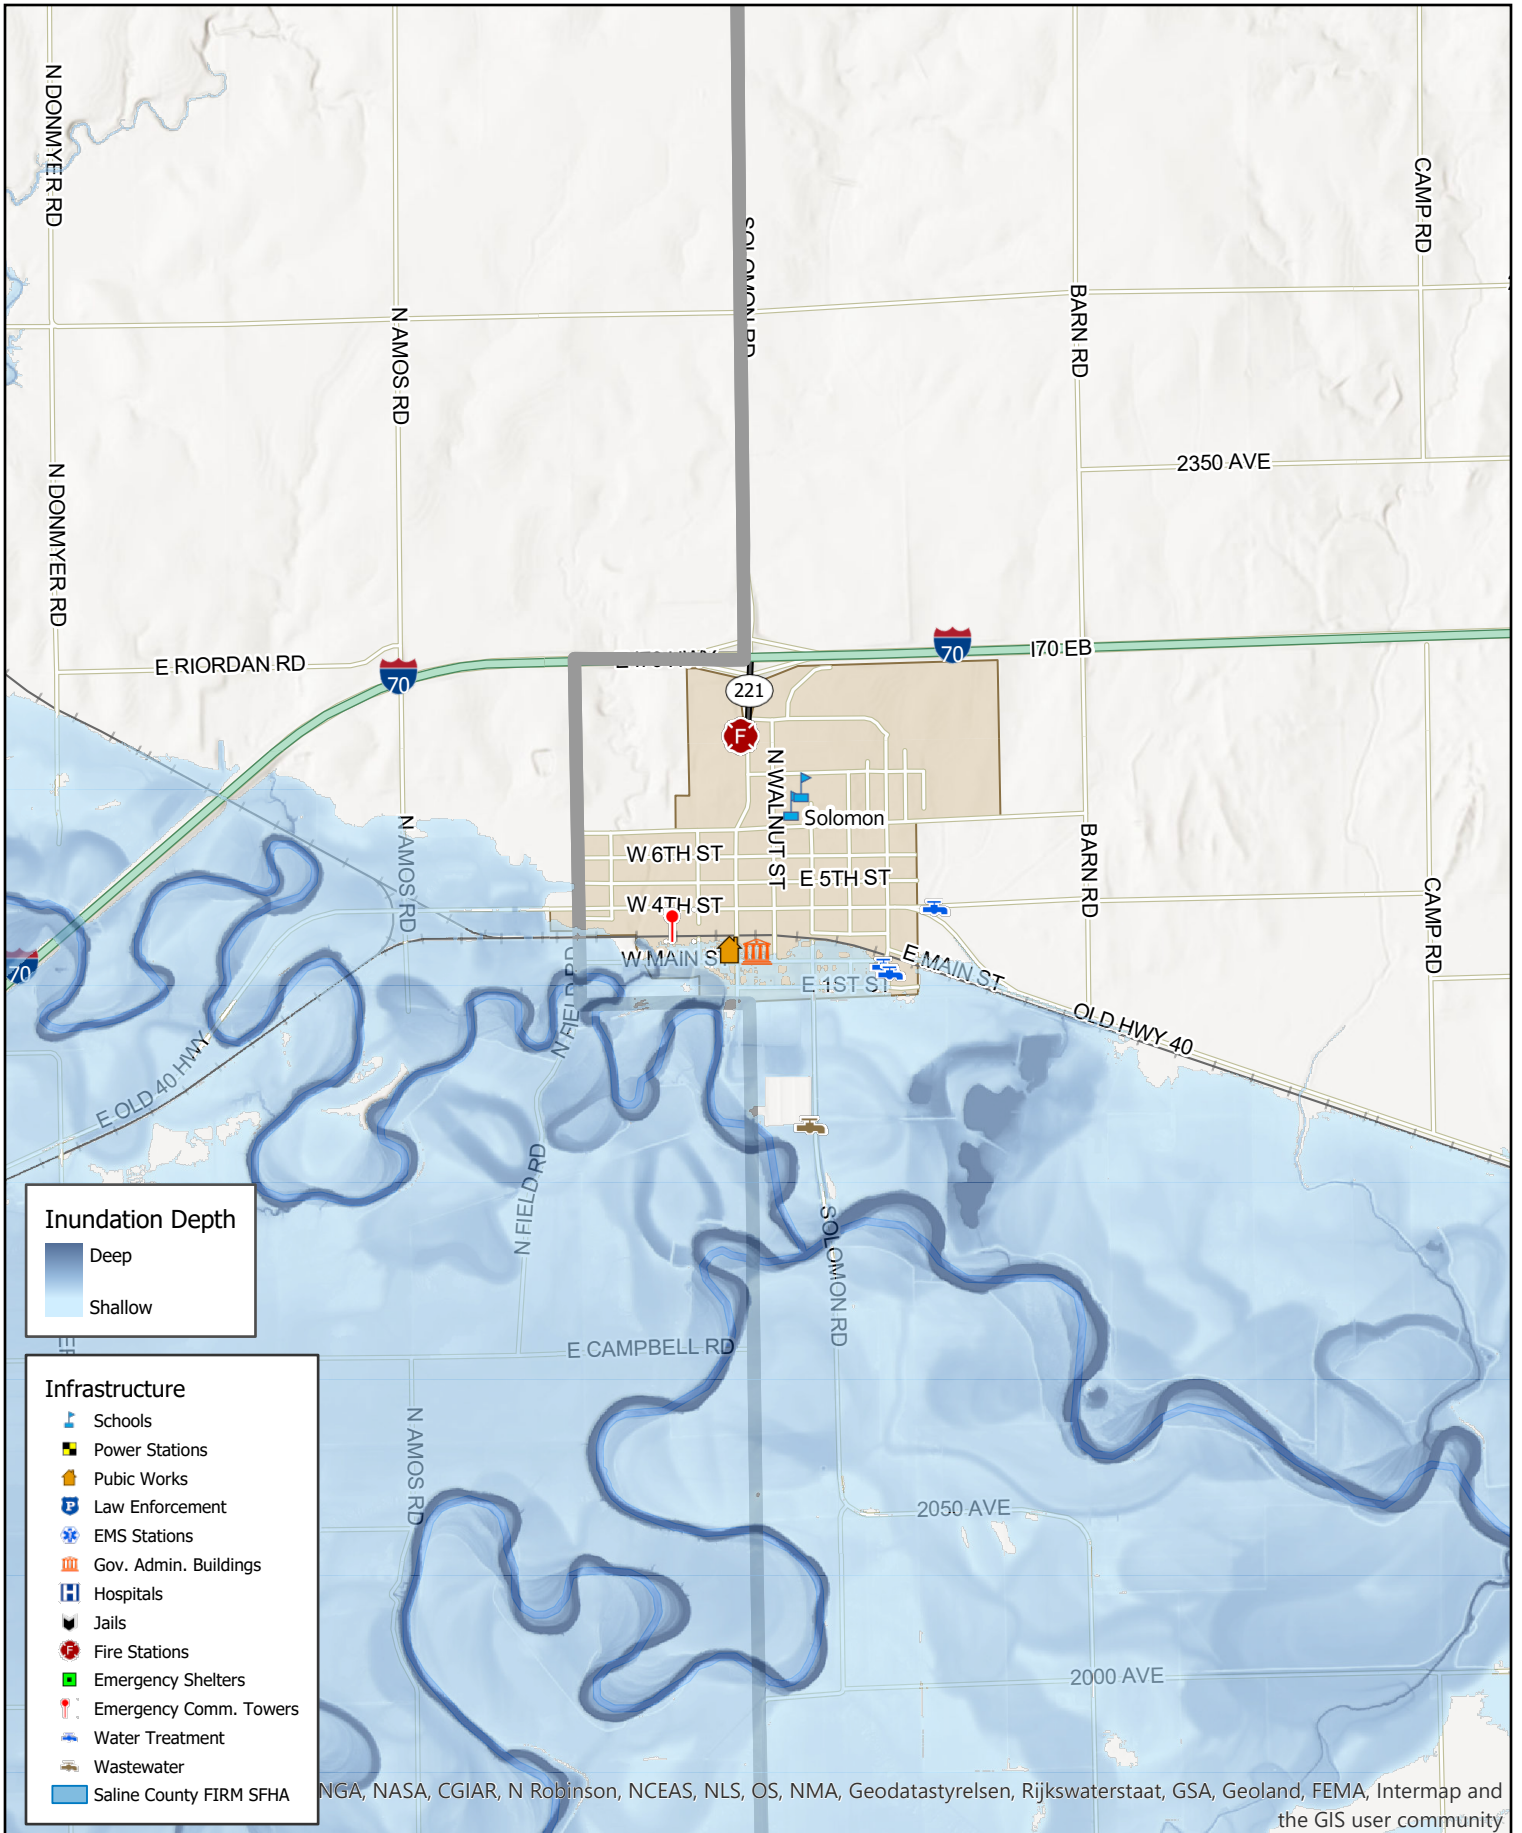 N DONMYER RD
CAMP RD
SOLOMON RD
BARN RD
N AMOS RD
2350 AVE
N DONMYER RD
70
I70 EB
E RIORDAN RD
70
221
F
N WALNUT ST
Solomon
N AMOS RD
BARN RD
W 6TH ST
E 5TH ST
CAMP RD
W 4TH ST
W MAIN ST
E MAIN ST
70
E 1ST ST
N FIELD RD
OLD HWY 40
E OLD 40 HWY
N FIELD RD
SOLOMON RD
Inundation Depth
Deep
Shallow
E CAMPBELL RD
Infrastructure
Schools
Power Stations
Pubic Works
Law Enforcement
EMS Stations
Gov. Admin. Buildings
Hospitals
Jails
Fire Stations
Emergency Shelters
Emergency Comm. Towers
Water Treatment
Wastewater
Saline County FIRM SFHA
N AMOS RD
2050 AVE
2000 AVE
NGA, NASA, CGIAR, N Robinson, NCEAS, NLS, OS, NMA, Geodatastyrelsen, Rijkswaterstaat, GSA, Geoland, FEMA, Intermap and
the GIS user community